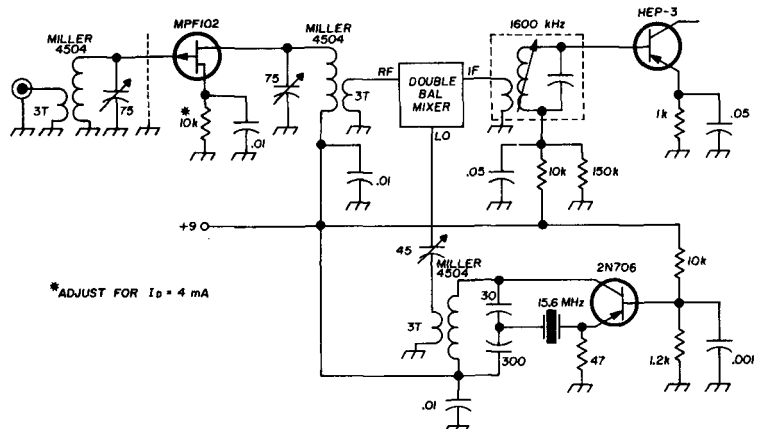 MPF102
MILLER
4504
MILLER
4504
1600 kHz
HEP-3
3T
75
*
10k
.01
75
3T
RF
DOUBLE
BAL
MIXER
IF
LO
1k
.05
.01
.05
10k
150k
+9
45
MILLER
4504
*ADJUST FOR ID = 4 mA
3T
30
300
15.6 MHz
2N706
47
10k
1.2k
.001
.01